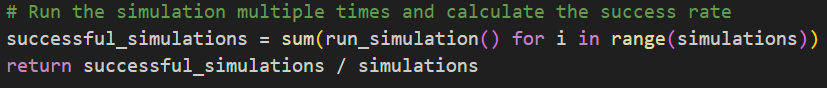 # Run the simulation multiple times and calculate the success rate
successful_simulations = sum(run_simulation() for i in range(simulations))
return successful_simulations / simulations